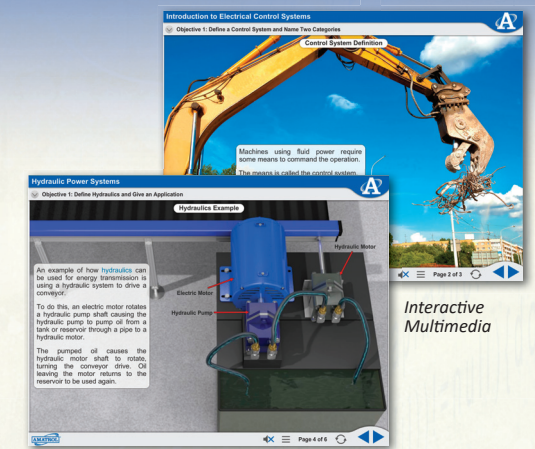 Introduction to Electrical Control Systems
Objective 1: Define a Control System and Name Two Categories
Control System Definition
Machines using fluid power require
some means to command the operation.
The means is called the control system.
Page 2 of 3
Hydraulic Power Systems
Objective 1: Define Hydraulics and Give an Application
Hydraulics Example
An example of how hydraulics can
be used for energy transmission is
using a hydraulic system to drive a
conveyor.
To do this, an electric motor rotates
a hydraulic pump shaft causing the
hydraulic pump to pump oil from a
tank or reservoir through a pipe to a
hydraulic motor.
The pumped oil causes the
hydraulic motor shaft to rotate,
turning the conveyor drive. Oil
leaving the motor returns to the
reservoir to be used again.
Hydraulic Motor
Electric Motor
Hydraulic Pump
AMATROL
Page 4 of 6
Interactive
Multimedia